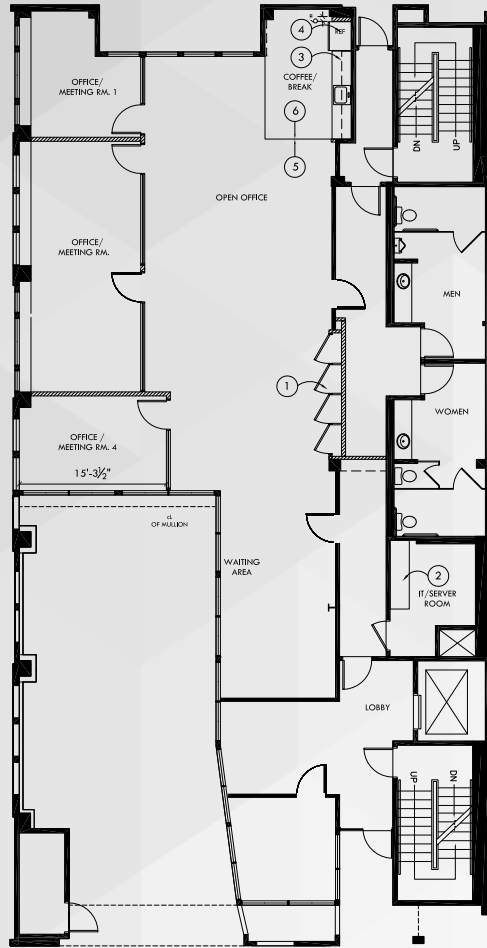 4
REF
3
COFFEE/
BREAK
6
5
OFFICE/
MEETING RM. 1
DN
UP
OPEN OFFICE
OFFICE/
MEETING RM.
MEN
1
WOMEN
OFFICE /
MEETING RM. 4
15'-3½"
cL
OF MULLION
WAITING
AREA
2
IT/SERVER
ROOM
LOBBY
UP
DN